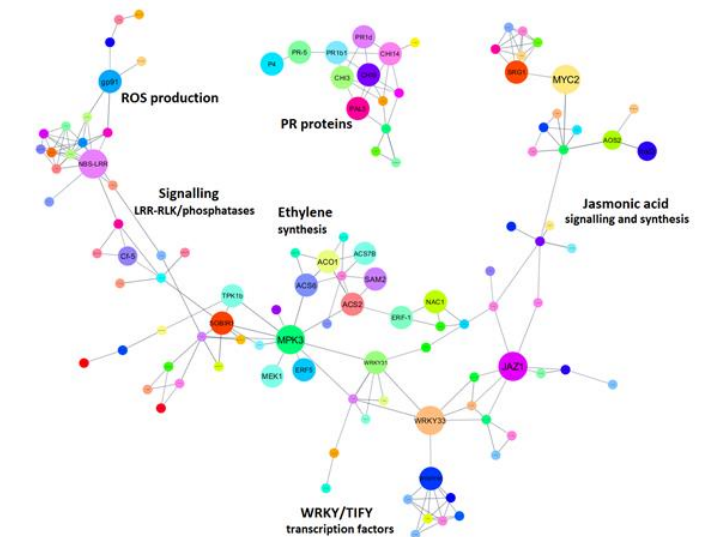 gp91
ROS production
P4
PR-5
PR1b1
PR1d
CHI14
CHI3
PAL3
PR proteins
SRG1
MYC2
AOS2
NBS-LRR
Signalling
LRR-RLK/phosphatases
Cf-5
Ethylene
synthesis
ACO1
ACS7B
ACS6
SAM2
ACS2
Jasmonic acid
signalling and synthesis
TPK1b
SOBIR1
MPK3
MEK1
ERF5
ERF-1
NAC1
WRKY31
JAZ1
WRKY33
WRKY/TIFY
transcription factors